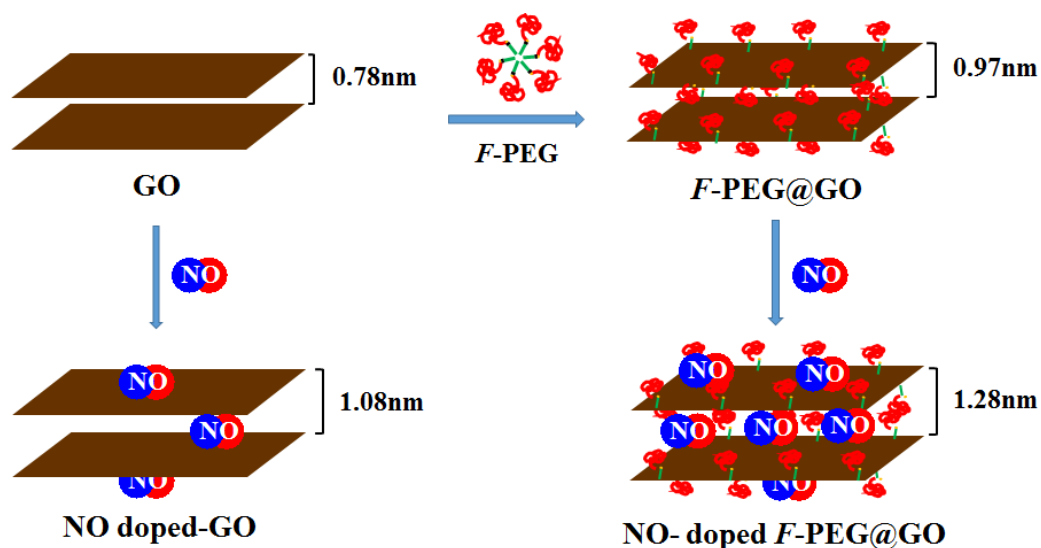 0.78nm
F-PEG
0.97nm
GO
F-PEG@GO
NO
NO
NO
NO
NO
1.08nm
NO
NO
NO
NO
NO
1.28nm
NO
NO
NO doped-GO
NO- doped F-PEG@GO